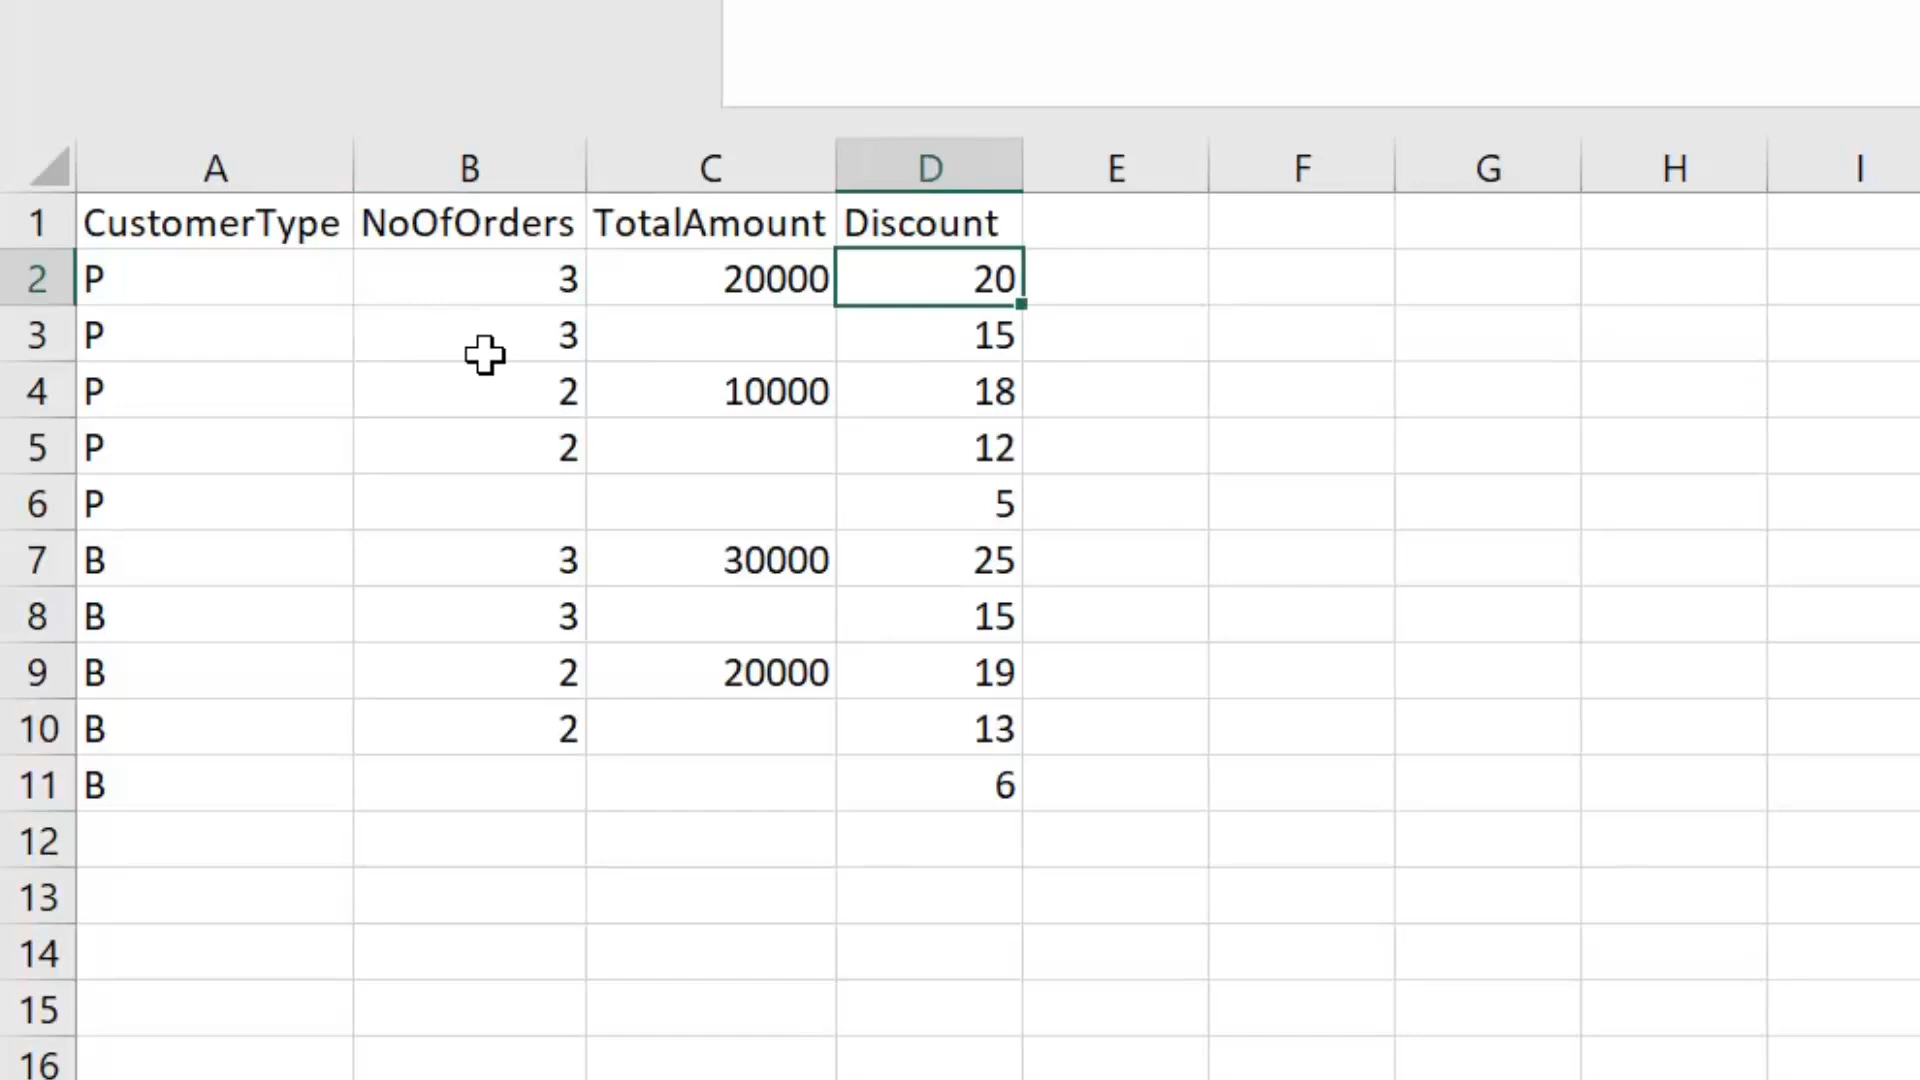 A B C D E F G H I
1 CustomerType NoOfOrders TotalAmount Discount
2 P 3 20000 20
3 P 3 15
4 P 2 10000 18
5 P 2 12
6 P 5
7 B 3 30000 25
8 B 3 15
9 B 2 20000 19
10 B 2 13
11 B 6
12
13
14
15
16